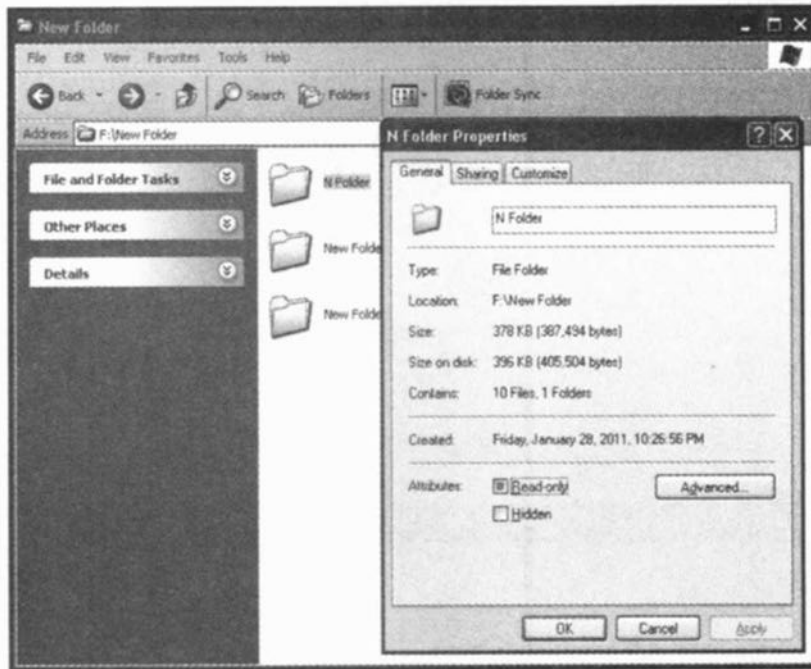 New Folder
File Edit View Favorites Tools Help
Back Search Folders Folder Sync
Address F:\New Folder
File and Folder Tasks
Other Places
Details
N Folder
New Folde
New Folde
N Folder Properties
General Sharing Customize
N Folder
Type: File Folder
Location: F:\New Folder
Size: 378 KB (387,494 bytes)
Size on disk: 396 KB (405,504 bytes)
Contains: 10 Files, 1 Folders
Created: Friday, January 28, 2011, 10:26:56 PM
Attributes: Read-only Advanced...
Hidden
OK Cancel Apply